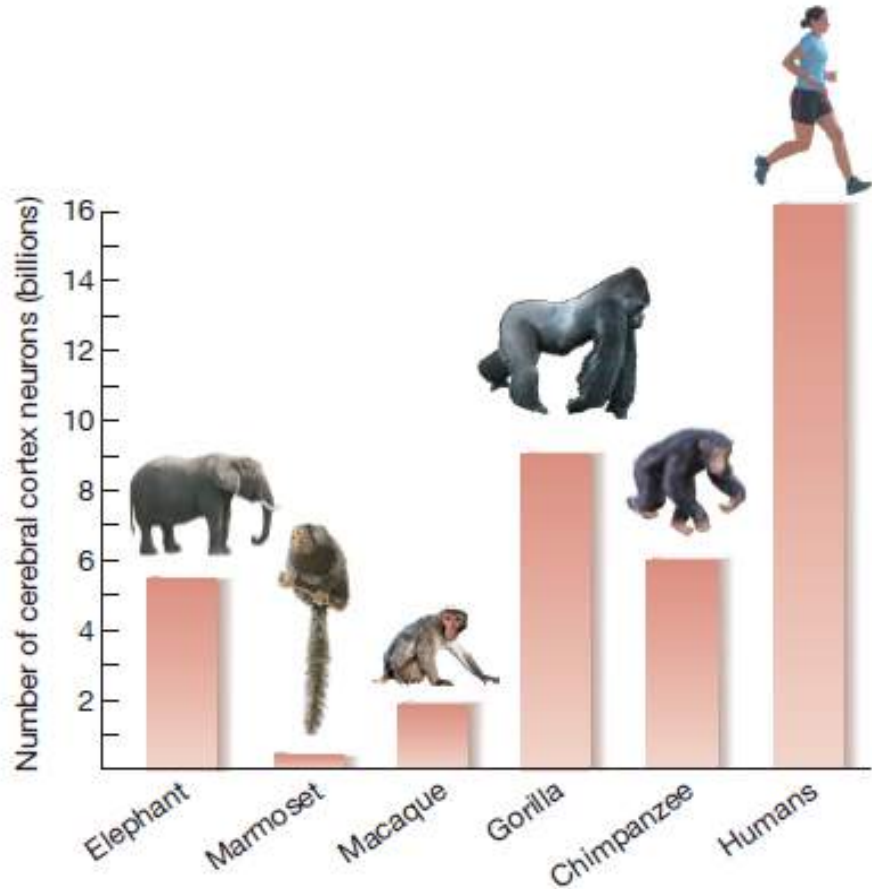 Number of cerebral cortex neurons (billions)
16
14
12
10
8
6
4
2
Elephant
Marmoset
Macaque
Gorilla
Chimpanzee
Humans